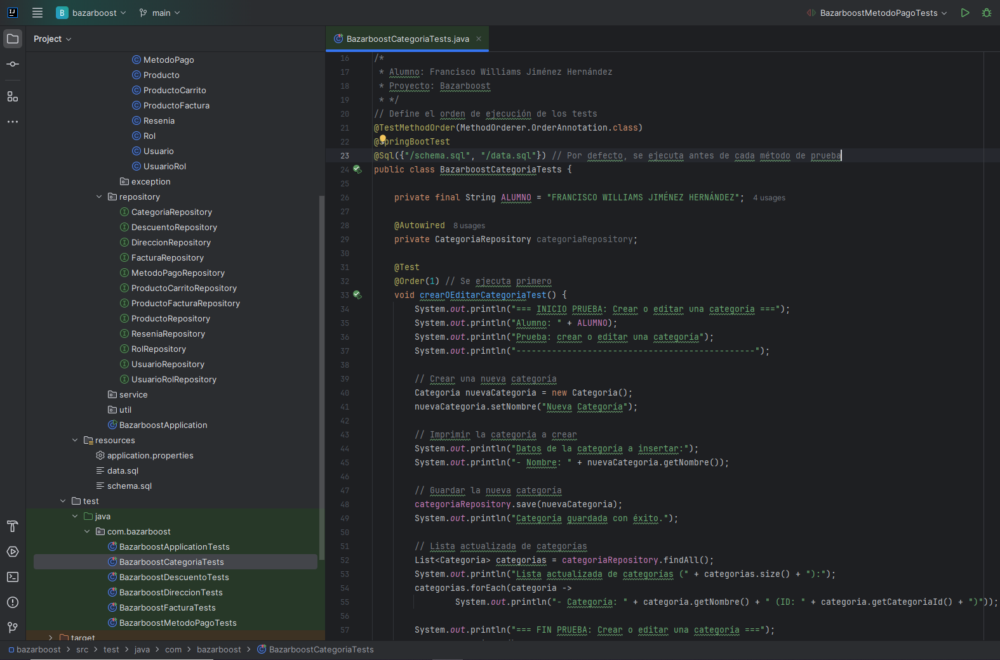 B bazarboost main BazarboostMetodoPagoTests
Project
MetodoPago
Producto
ProductoCarrito
ProductoFactura
Resenia
Rol
Usuario
UsuarioRol
exception
repository
CategoriaRepository
DescuentoRepository
DireccionRepository
FacturaRepository
MetodoPagoRepository
ProductoCarritoRepository
ProductoFacturaRepository
ProductoRepository
ReseniaRepository
RolRepository
UsuarioRepository
UsuarioRolRepository
service
util
BazarboostApplication
resources
application.properties
data.sql
schema.sql
test
java
com.bazarboost
BazarboostApplicationTests
BazarboostCategoriaTests
BazarboostDescuentoTests
BazarboostDireccionTests
BazarboostFacturaTests
BazarboostMetodoPagoTests
target
BazarboostCategoriaTests.java
16 /*
17 * Alumno: Francisco Williams Jiménez Hernández
18 * Proyecto: Bazarboost
19 * */
20 // Define el orden de ejecución de los tests
21 @TestMethodOrder(MethodOrderer.OrderAnnotation.class)
22 @SpringBootTest
23 @Sql({"/schema.sql", "/data.sql"}) // Por defecto, se ejecuta antes de cada método de prueba
24 public class BazarboostCategoriaTests {
25
26 private final String ALUMNO = "FRANCISCO WILLIAMS JIMÉNEZ HERNÁNDEZ"; 4 usages
27
28 @Autowired 8 usages
29 private CategoriaRepository categoriaRepository;
30
31 @Test
32 @Order(1) // Se ejecuta primero
33 void crearOEditarCategoriaTest() {
34 System.out.println("=== INICIO PRUEBA: Crear o editar una categoría ===");
35 System.out.println("Alumno: " + ALUMNO);
36 System.out.println("Prueba: crear o editar una categoría");
37 System.out.println("-----------------------------------------------");
38
39 // Crear una nueva categoría
40 Categoria nuevaCategoria = new Categoria();
41 nuevaCategoria.setNombre("Nueva Categoría");
42
43 // Imprimir la categoría a crear
44 System.out.println("Datos de la categoría a insertar:");
45 System.out.println("- Nombre: " + nuevaCategoria.getNombre());
46
47 // Guardar la nueva categoría
48 categoriaRepository.save(nuevaCategoria);
49 System.out.println("Categoría guardada con éxito.");
50
51 // Lista actualizada de categorías
52 List<Categoria> categorias = categoriaRepository.findAll();
53 System.out.println("Lista actualizada de categorías (" + categorias.size() + "):");
54 categorias.forEach(categoria ->
55 System.out.println("- Categoría: " + categoria.getNombre() + " (ID: " + categoria.getCategoriaId() + ")"));
56
57 System.out.println("=== FIN PRUEBA: Crear o editar una categoría ===");
bazarboost > src > test > java > com > bazarboost > BazarboostCategoriaTests